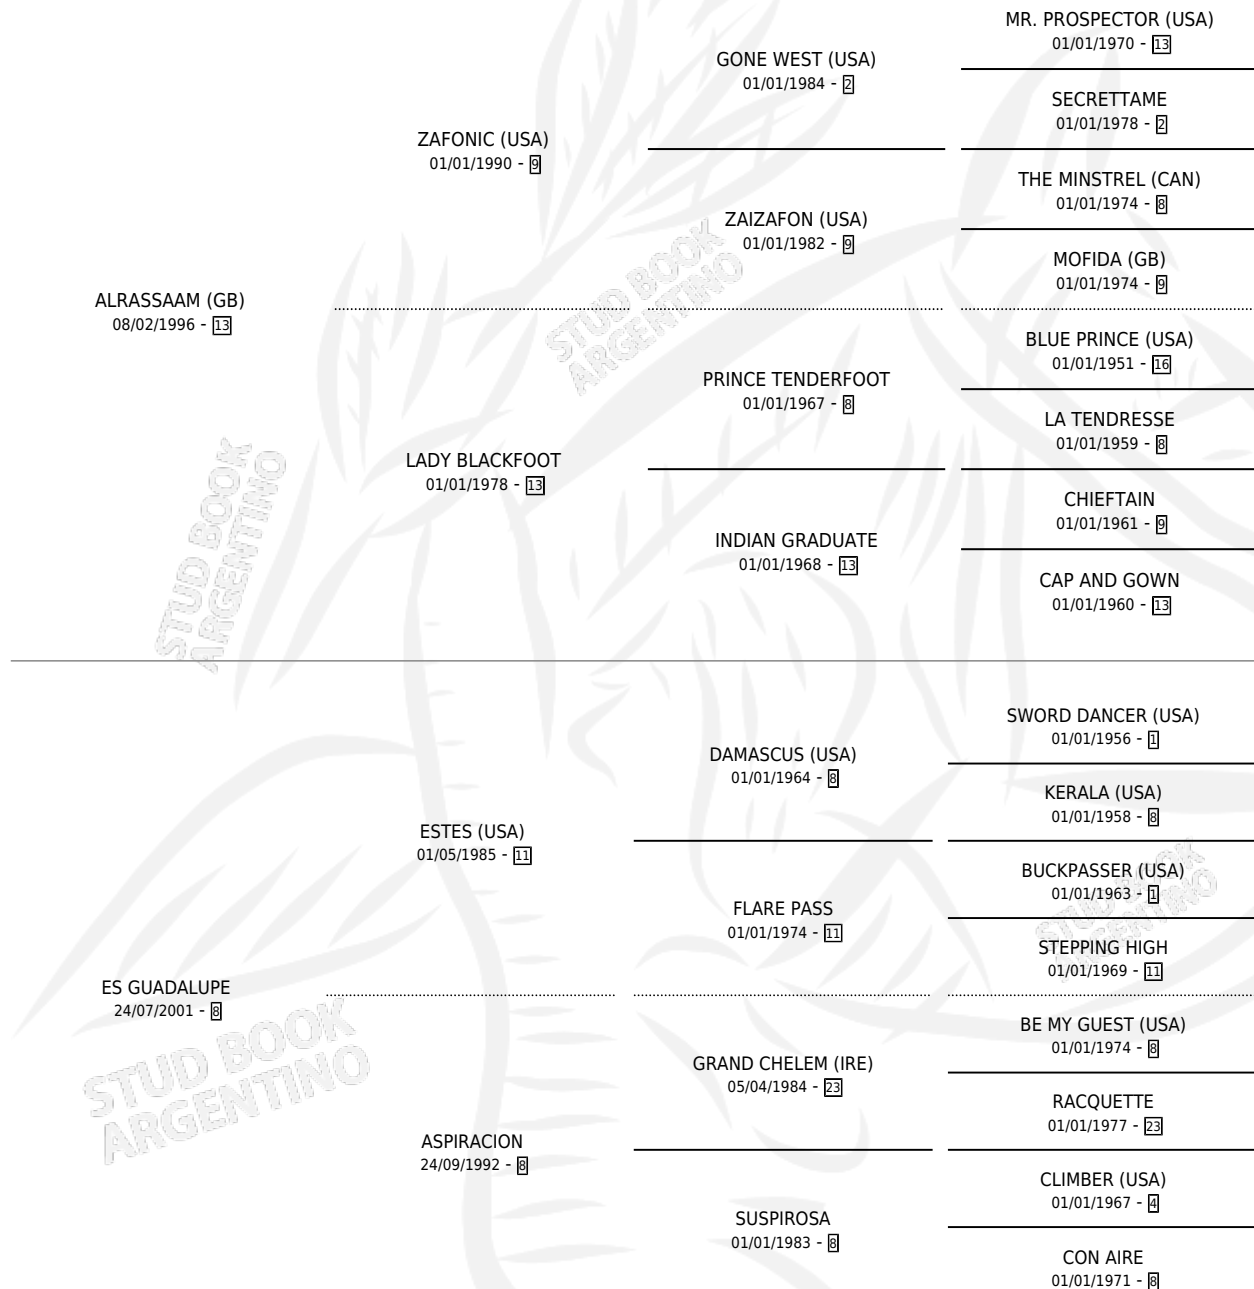 MR. PROSPECTOR (USA)
01/01/1970 - 13
GONE WEST (USA)
01/01/1984 - 2
SECRETTAME
01/01/1978 - 2
ZAFONIC (USA)
01/01/1990 - 9
THE MINSTREL (CAN)
01/01/1974 - 8
ZAIZAFON (USA)
01/01/1982 - 9
MOFIDA (GB)
01/01/1974 - 9
ALRASSAAM (GB)
08/02/1996 - 13
BLUE PRINCE (USA)
01/01/1951 - 16
PRINCE TENDERFOOT
01/01/1967 - 8
LA TENDRESSE
01/01/1959 - 8
LADY BLACKFOOT
01/01/1978 - 13
CHIEFTAIN
01/01/1961 - 9
INDIAN GRADUATE
01/01/1968 - 13
CAP AND GOWN
01/01/1960 - 13
SWORD DANCER (USA)
01/01/1956 - 1
DAMASCUS (USA)
01/01/1964 - 8
KERALA (USA)
01/01/1958 - 8
ESTES (USA)
01/05/1985 - 11
BUCKPASSER (USA)
01/01/1963 - 1
FLARE PASS
01/01/1974 - 11
STEPPING HIGH
01/01/1969 - 11
ES GUADALUPE
24/07/2001 - 8
BE MY GUEST (USA)
01/01/1974 - 8
GRAND CHELEM (IRE)
05/04/1984 - 23
RACQUETTE
01/01/1977 - 23
ASPIRACION
24/09/1992 - 8
CLIMBER (USA)
01/01/1967 - 4
SUSPIROSA
01/01/1983 - 8
CON AIRE
01/01/1971 - 8
STUD BOOK
ARGENTINO
STUD BOOK
ARGENTINO
STUD BOOK
ARGENTINO
STUD BOOK
ARGENTINO